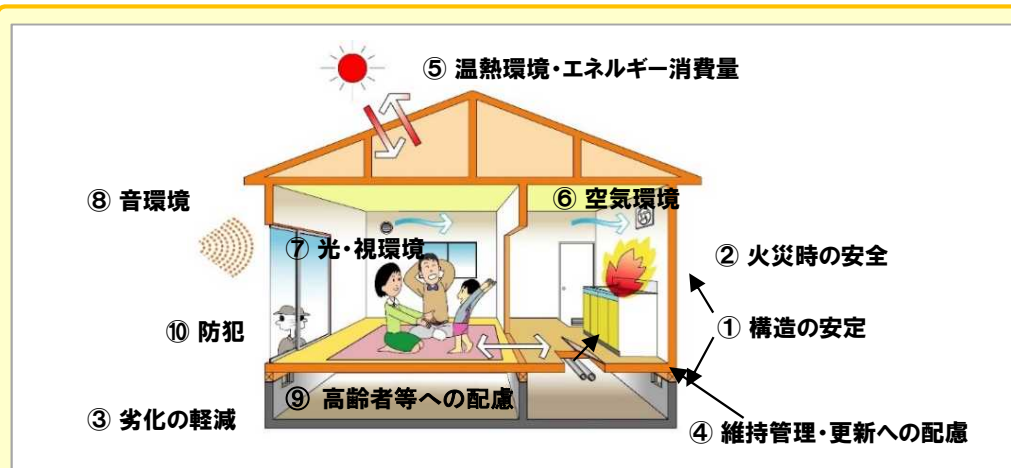 ⑤ 温熱環境・エネルギー消費量
⑧ 音環境
⑥ 空気環境
⑦ 光・視環境
② 火災時の安全
⑩ 防犯
① 構造の安定
⑨ 高齢者等への配慮
③ 劣化の軽減
④ 維持管理・更新への配慮